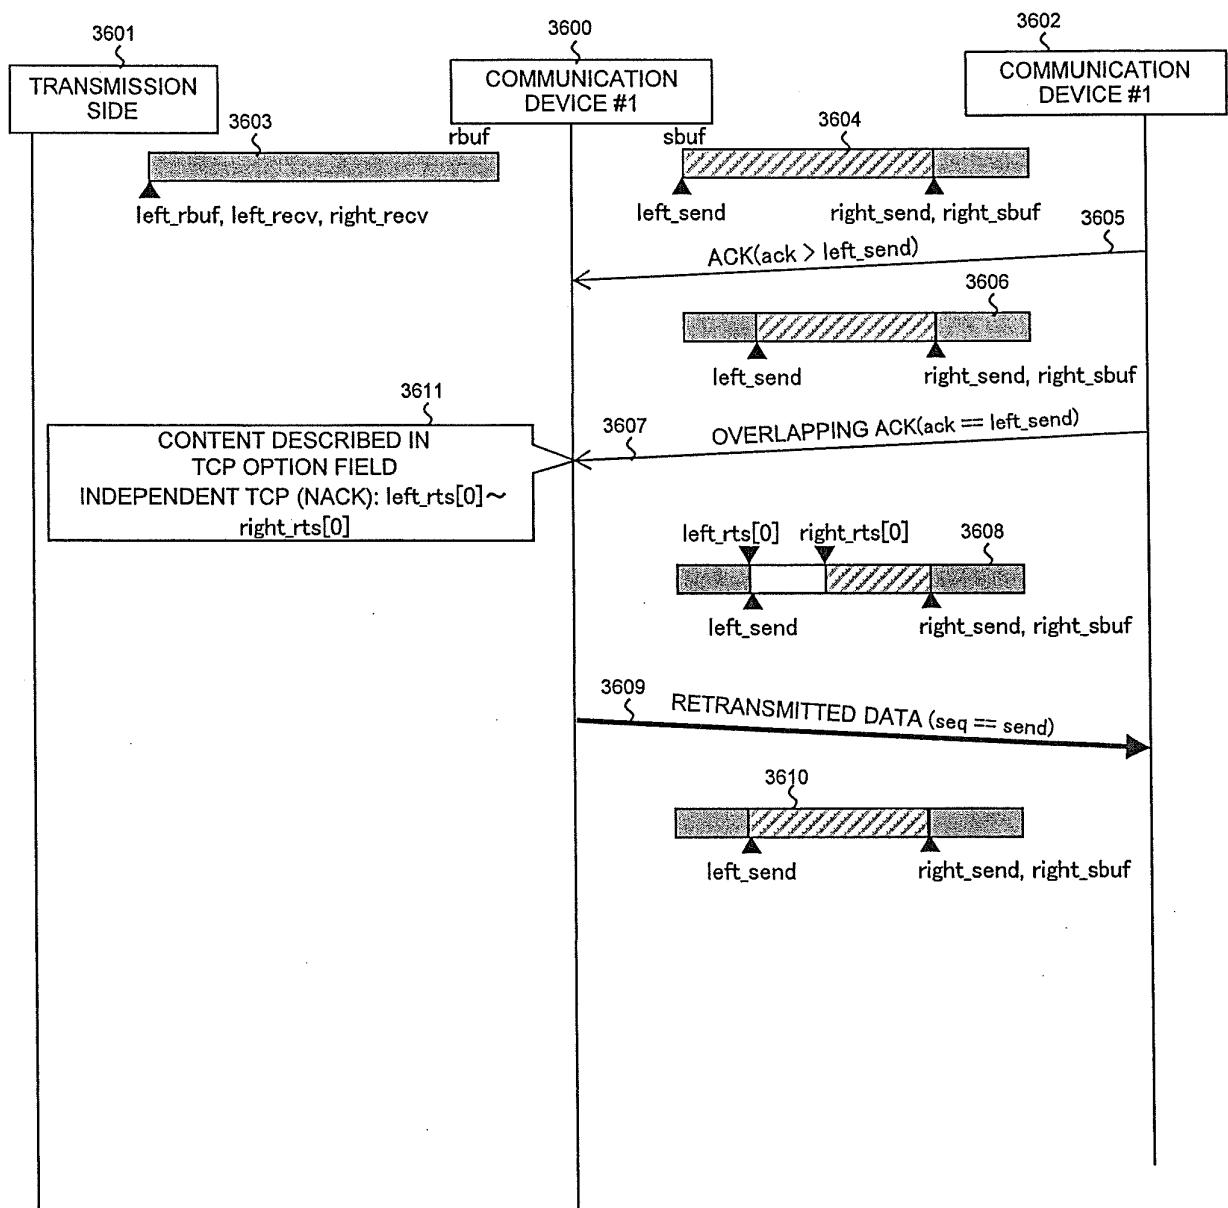 3601
3600
3602
TRANSMISSION
SIDE
COMMUNICATION
DEVICE #1
COMMUNICATION
DEVICE #1
3603
rbuf
sbuf
3604
left_rbuf, left_recv, right_recv
left_send
right_send, right_sbuf
3605
ACK(ack > left_send)
3606
left_send
right_send, right_sbuf
3611
3607
OVERLAPPING ACK(ack == left_send)
CONTENT DESCRIBED IN
TCP OPTION FIELD
INDEPENDENT TCP (NACK): left_rts[0]~
right_rts[0]
left_rts[0]
right_rts[0]
3608
left_send
right_send, right_sbuf
3609
RETRANSMITTED DATA (seq == send)
3610
left_send
right_send, right_sbuf